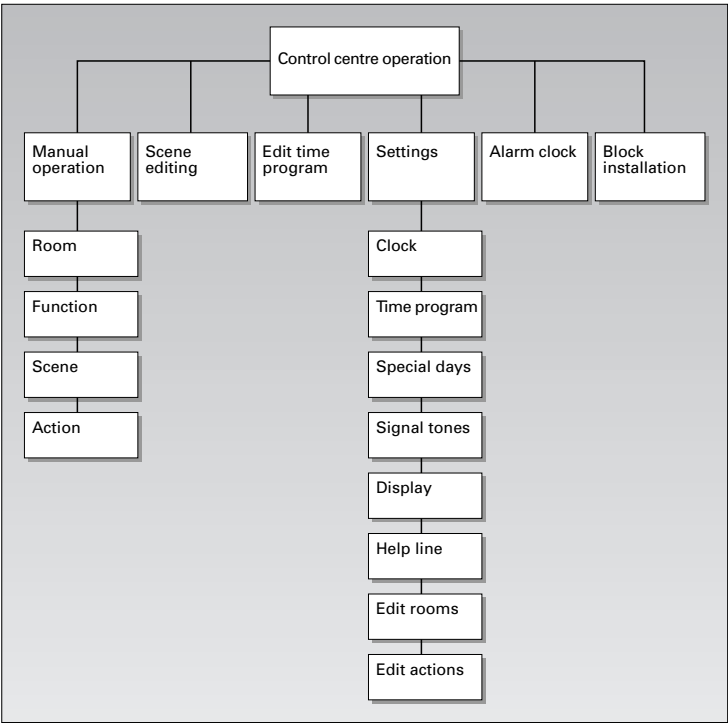 Control centre operation
Manual
operation
Scene
editing
Edit time
program
Settings
Alarm clock
Block
installation
Room
Function
Scene
Action
Clock
Time program
Special days
Signal tones
Display
Help line
Edit rooms
Edit actions